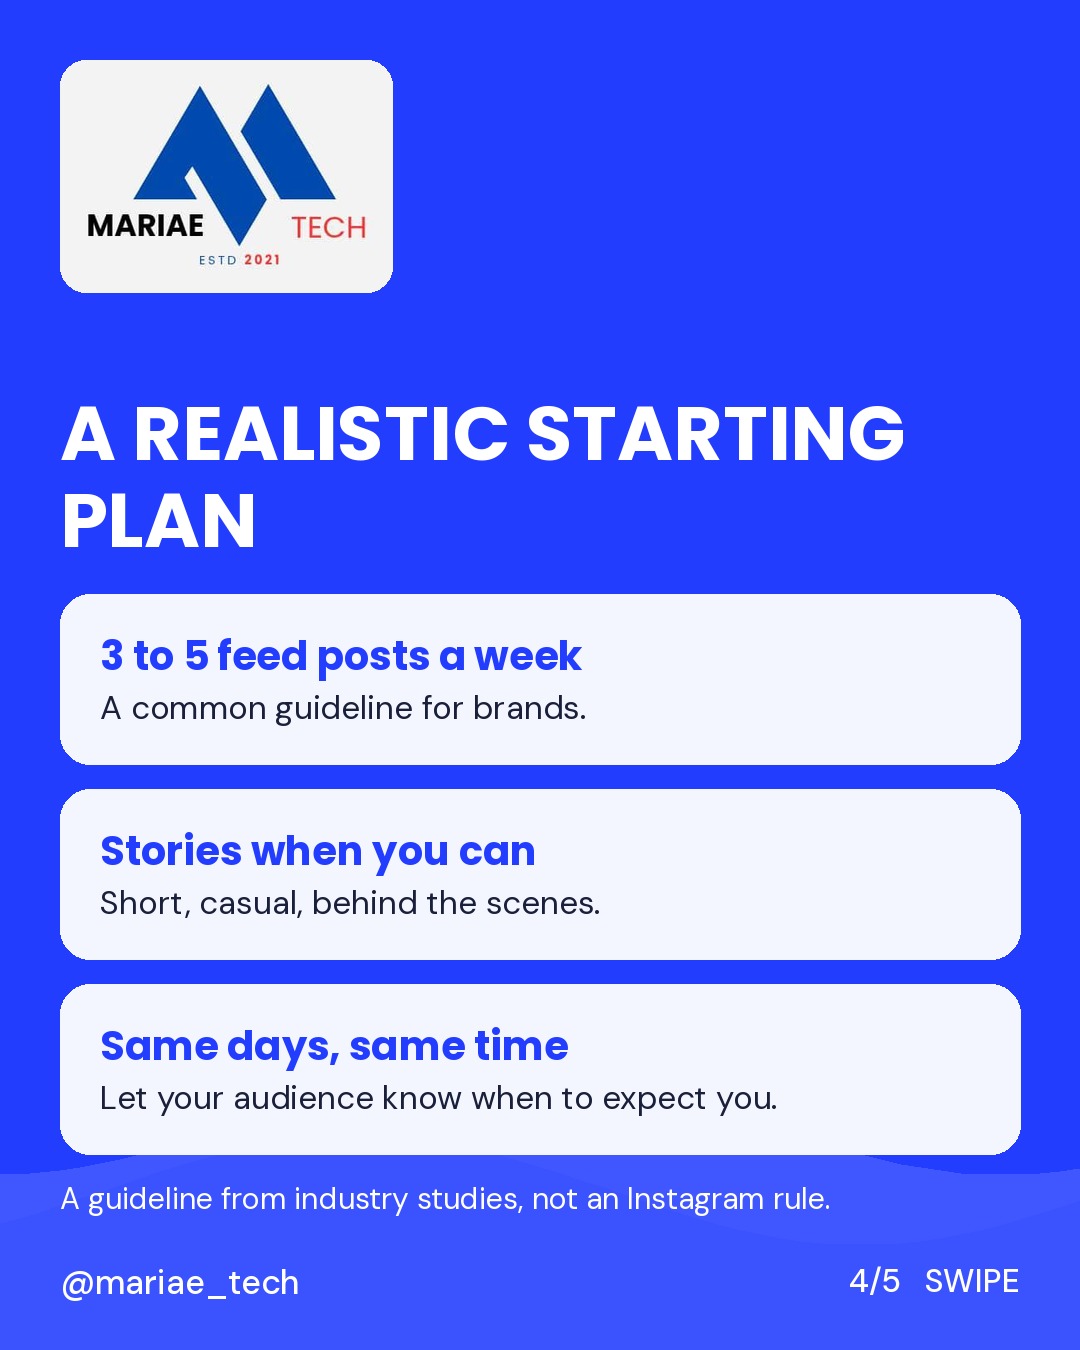 MARIAE TECH
ESTD 2021
A REALISTIC STARTING
PLAN
3 to 5 feed posts a week
A common guideline for brands.
Stories when you can
Short, casual, behind the scenes.
Same days, same time
Let your audience know when to expect you.
A guideline from industry studies, not an Instagram rule.
@mariae_tech
4/5 SWIPE